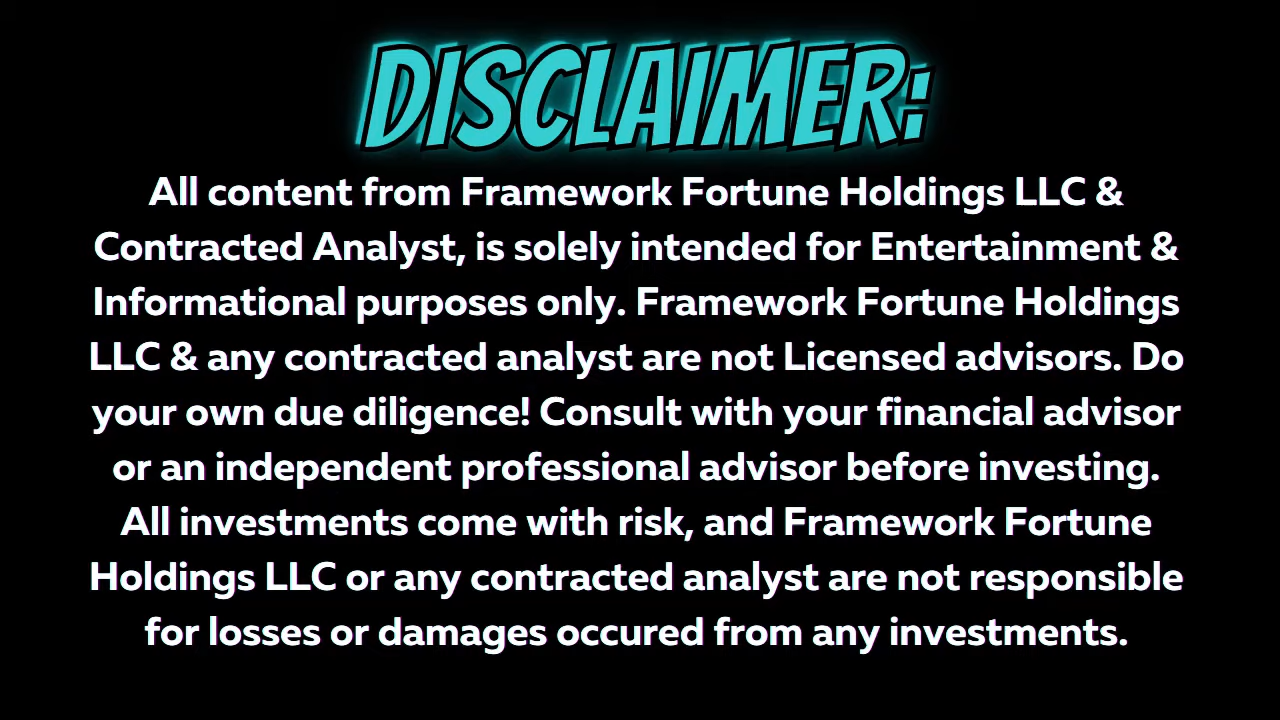 DISCLAIMER:
All content from Framework Fortune Holdings LLC &
Contracted Analyst, is solely intended for Entertainment &
Informational purposes only. Framework Fortune Holdings
LLC & any contracted analyst are not Licensed advisors. Do
your own due diligence! Consult with your financial advisor
or an independent professional advisor before investing.
All investments come with risk, and Framework Fortune
Holdings LLC or any contracted analyst are not responsible
for losses or damages occured from any investments.